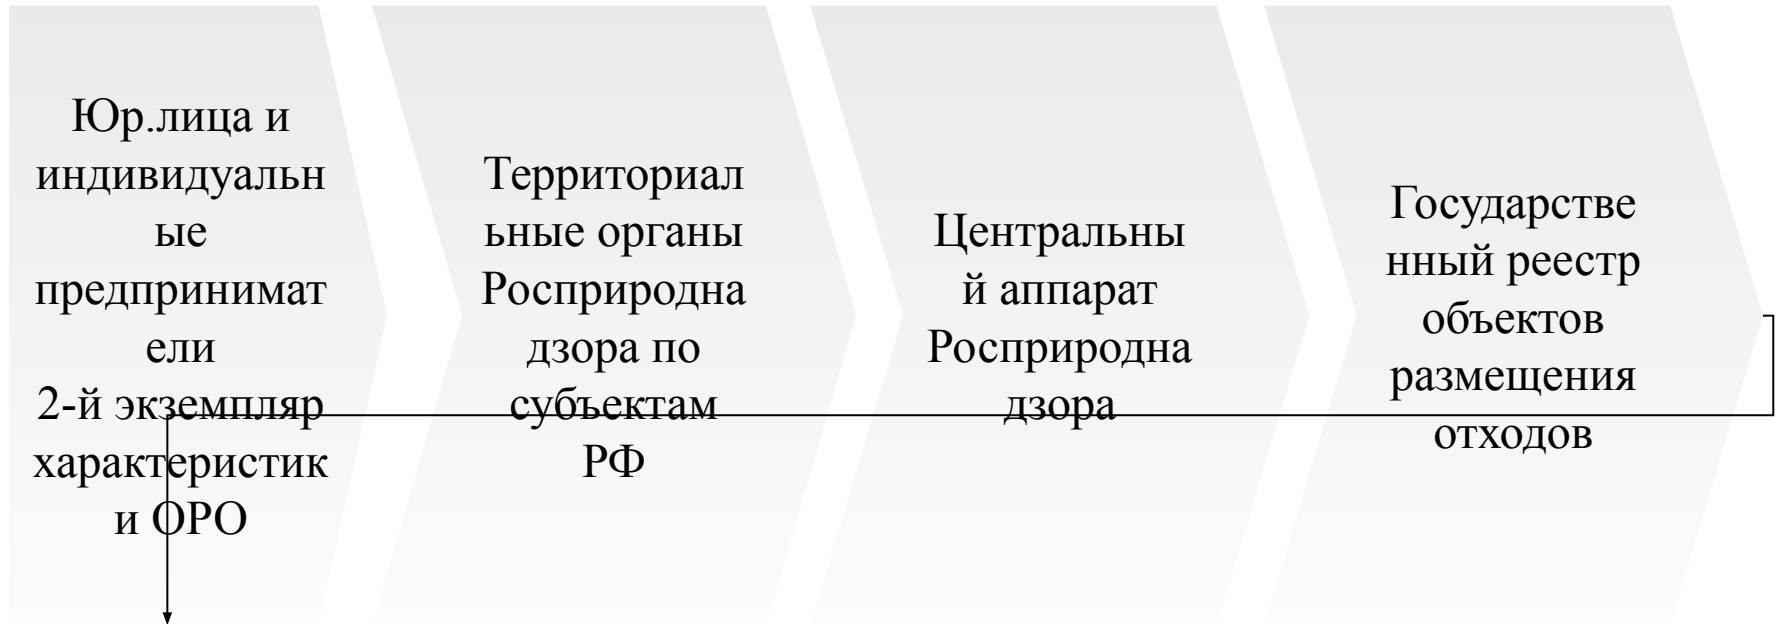 Юр.лица и
индивидуальн
ые
предпринимат
ели
2-й экземпляр
характеристик
и ОРО
Территориал
ьные органы
Росприродна
дзора по
субъектам
РФ
Центральны
й аппарат
Росприродна
дзора
Государстве
нный реестр
объектов
размещения
отходов